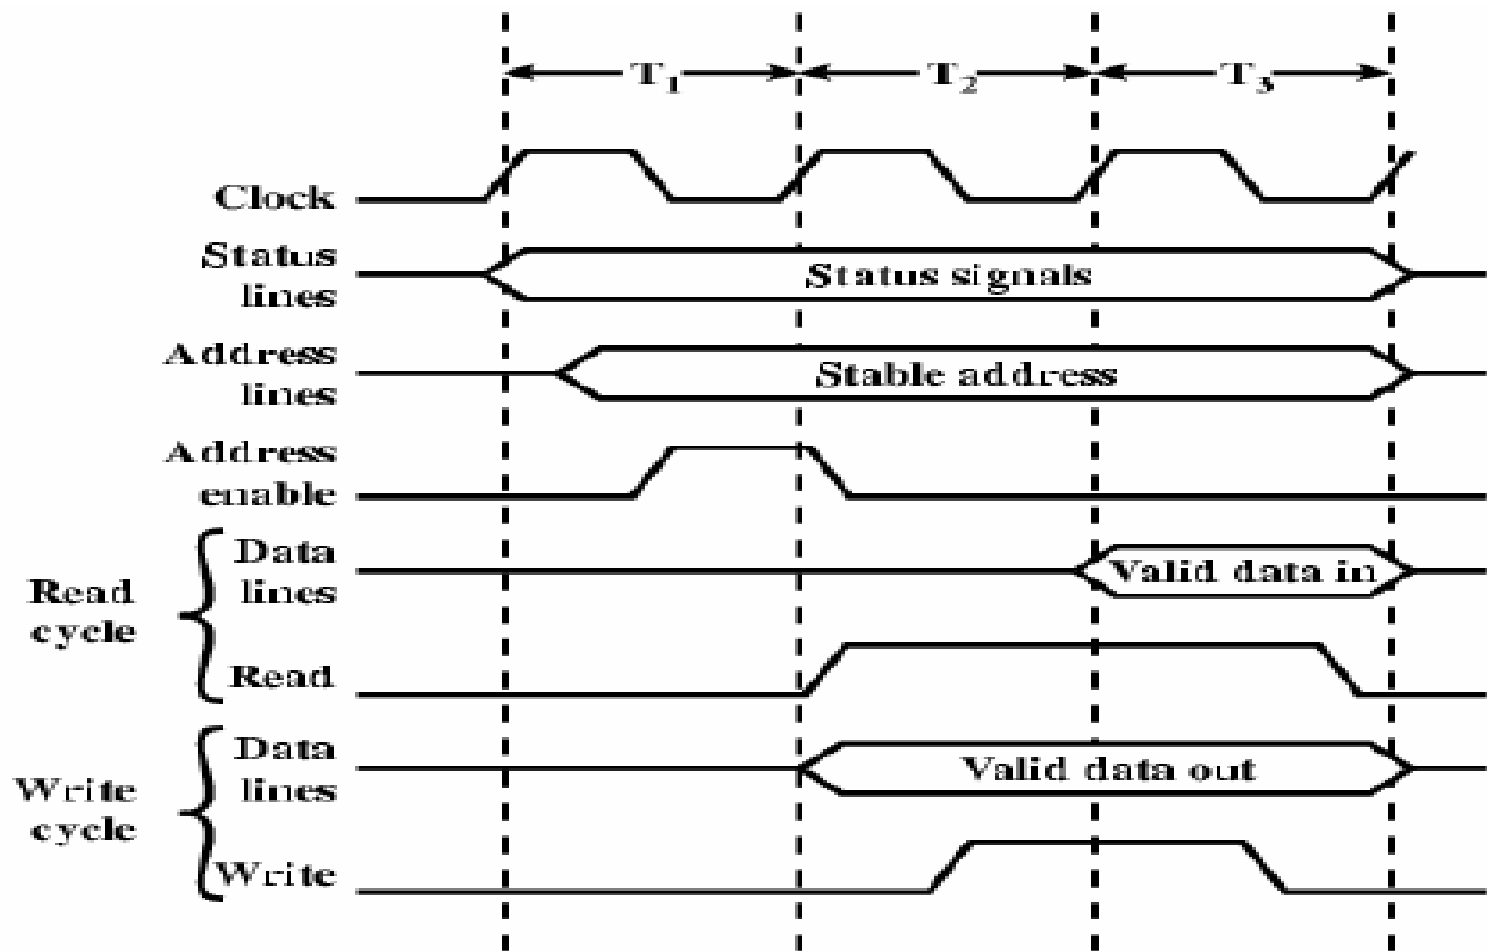 T1
T2
T3
Clock
Status
lines
Status signals
Address
lines
Stable address
Address
enable
Read
cycle
Data
lines
Valid data in
Read
Write
cycle
Data
lines
Valid data out
Write